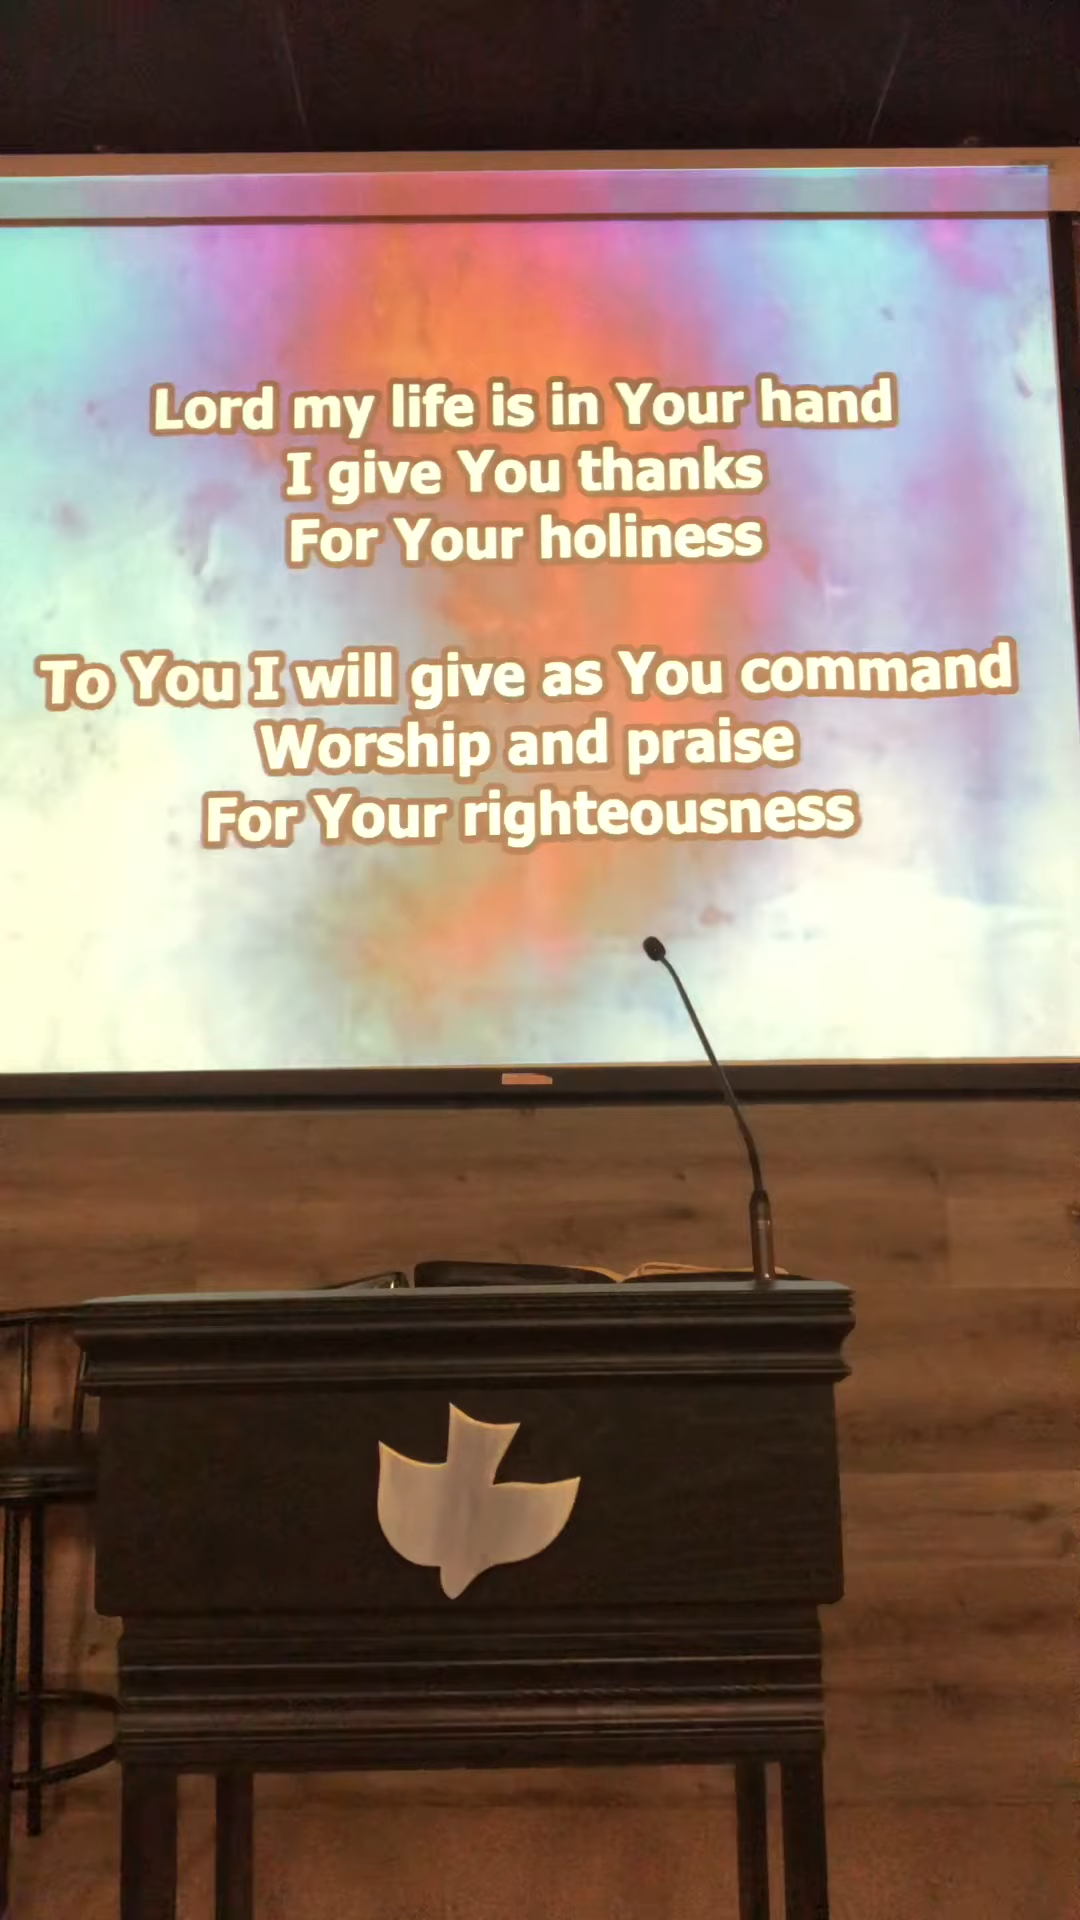 Lord my life is in Your hand
I give You thanks
For Your holiness
To You I will give as You command
Worship and praise
For Your righteousness